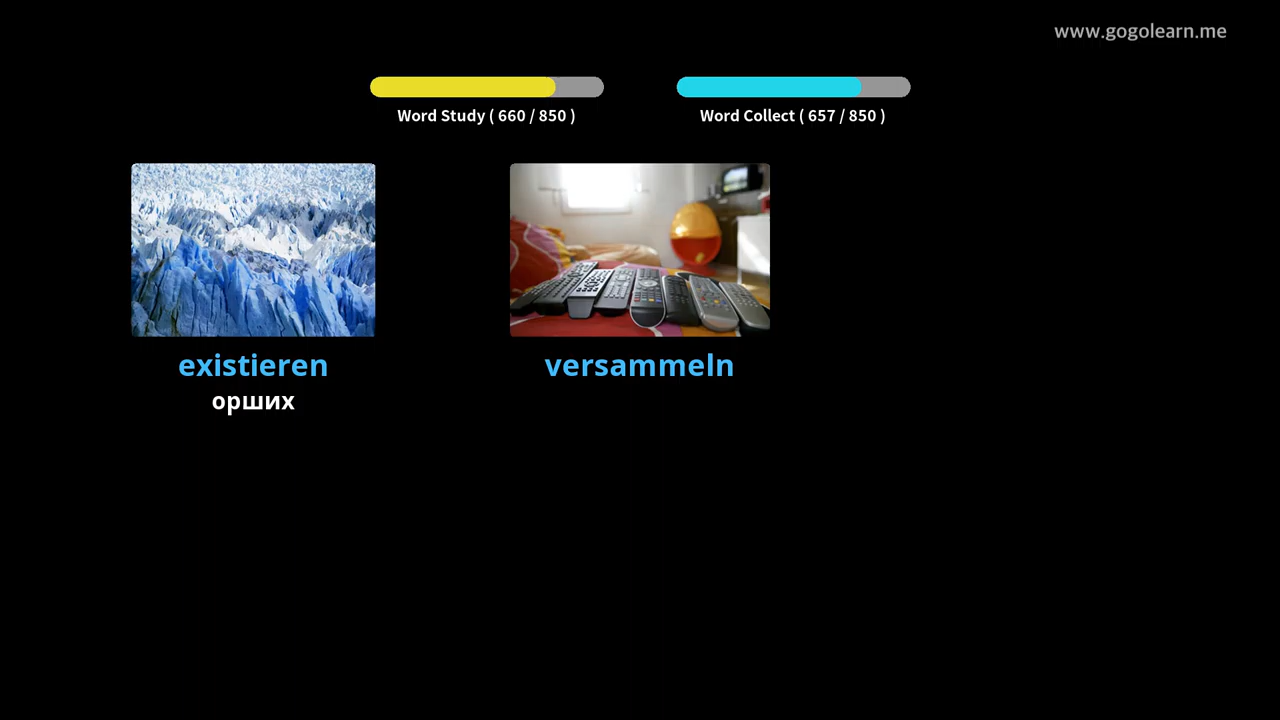 www.gogolearn.me
Word Study ( 660 / 850 )
Word Collect ( 657 / 850 )
existieren
орших
versammeln